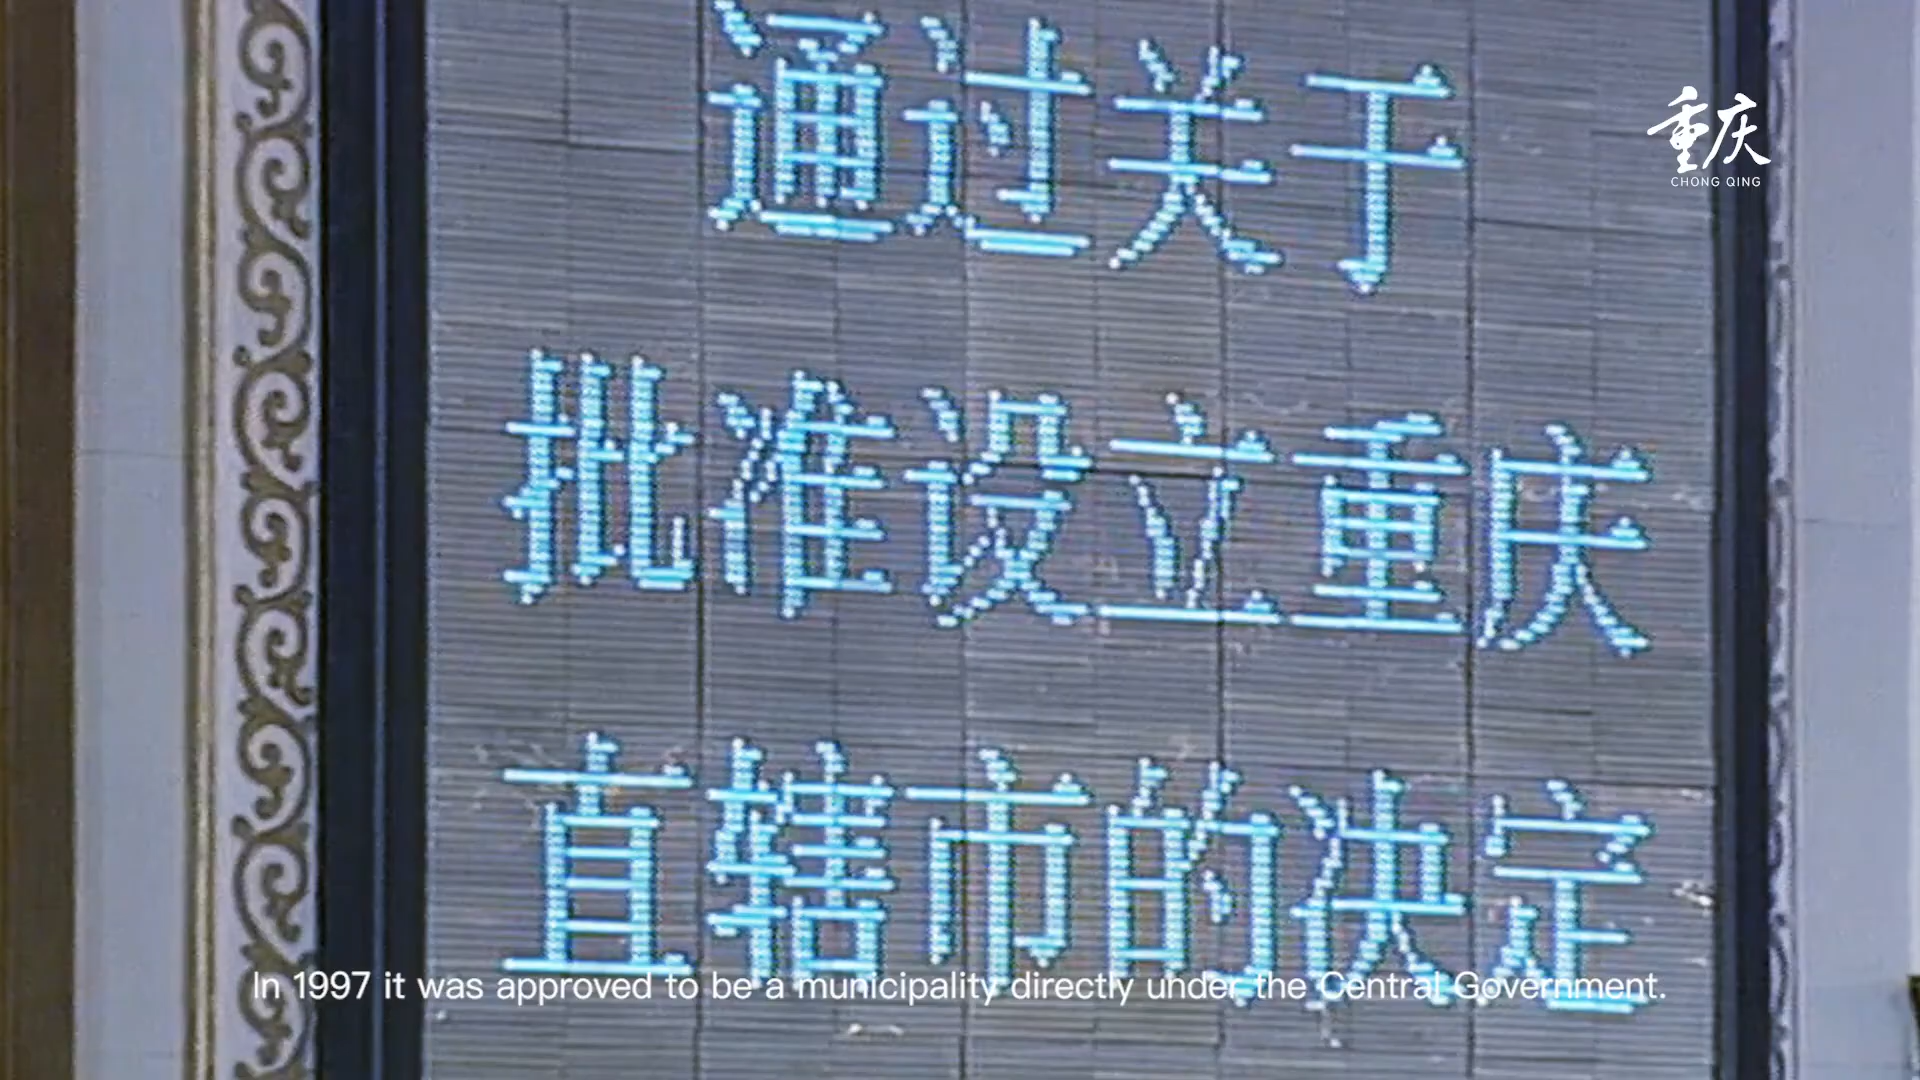 通过关于
重庆
CHONG QING
批准设立重庆
直辖市的决定
In 1997 it was approved to be a municipality directly under the Central Government.